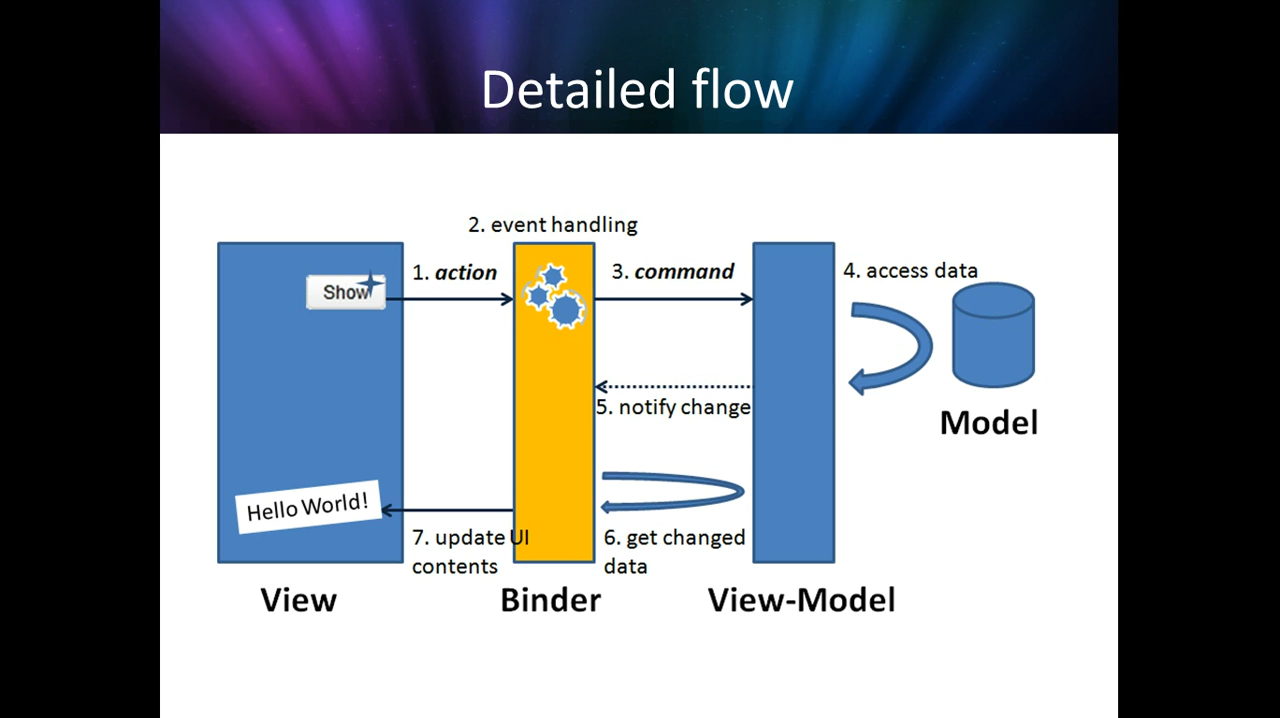 Detailed flow
2. event handling
1. action
3. command
4. access data
Show
5. notify change
Model
Hello World!
7. update UI
contents
6. get changed
data
View
Binder
View-Model